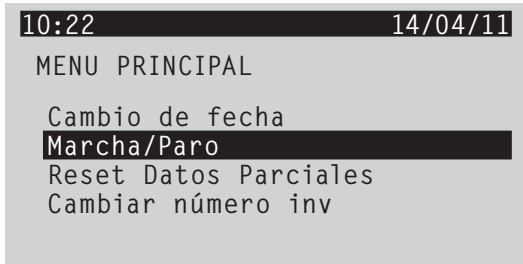 10:22 14/04/11
MENU PRINCIPAL
Cambio de fecha
Marcha/Paro
Reset Datos Parciales
Cambiar número inv